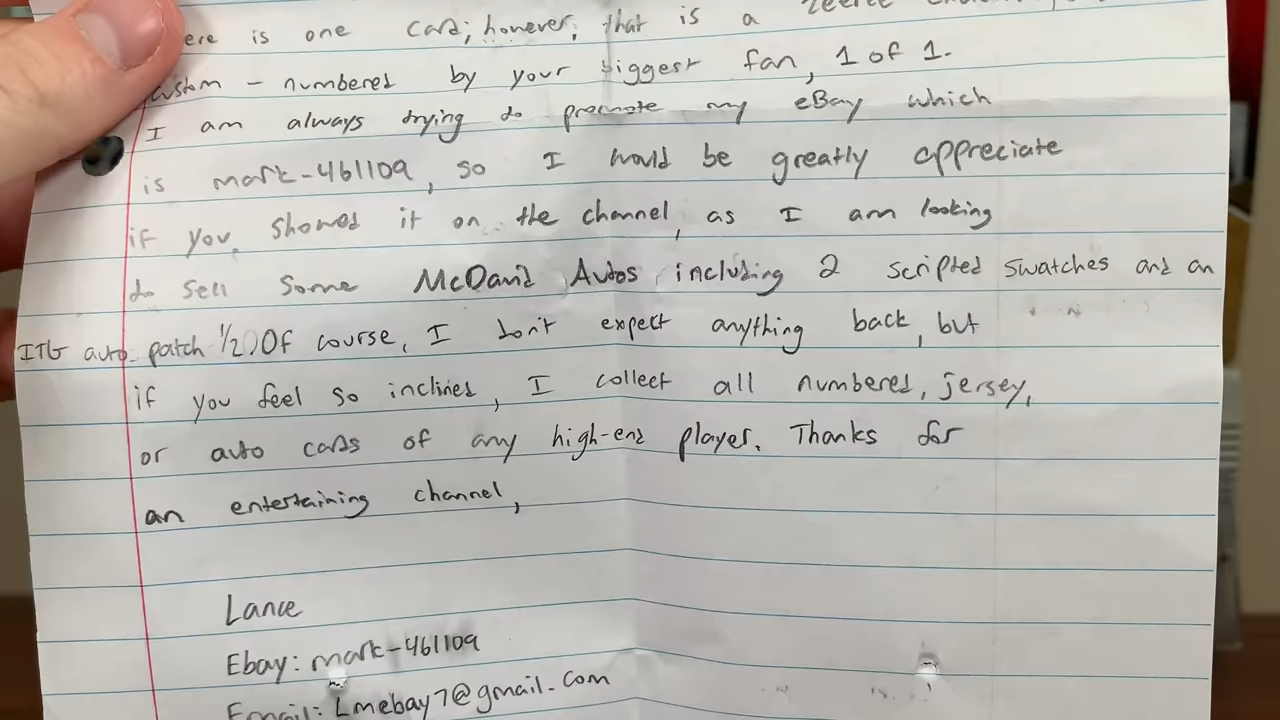 ere is one card; however, that is a
custom - numbered by your biggest fan, 1 of 1.
I am always trying to promote my eBay which
is mark-461109, so I would be greatly appreciate
if you showed it on the channel, as I am looking
to sell some McDavid Autos, including 2 scripted swatches and an
ITG auto patch 1/2) Of course, I don't expect anything back, but
if you feel so inclined, I collect all numbered, jersey,
or auto cards of any high-end player. Thanks for
an entertaining channel,
Lance
Ebay: mark-461109
Email: Lmebay7@gmail.com